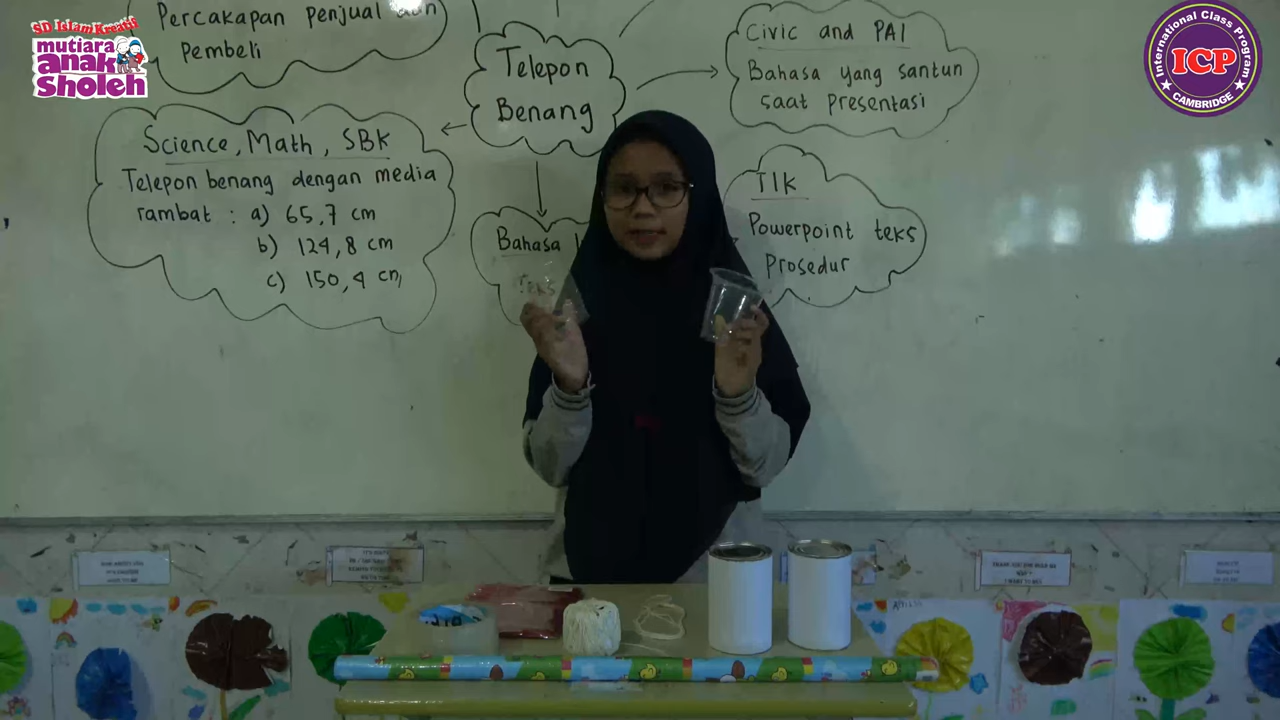 SD Islam Kreatif
mutiara
anak
Sholeh
Percakapan penjual dan
Pembeli
Telepon
Benang
Civic and PAI
Bahasa yang santun
saat presentasi
International Class Program
ICP
CAMBRIDGE
Science, Math, SBK
Telepon benang dengan media
rambat : a) 65,7 cm
b) 124,8 cm
c) 150,4 cm
Bahasa
Teks
TIK
Powerpoint teks
Prosedur